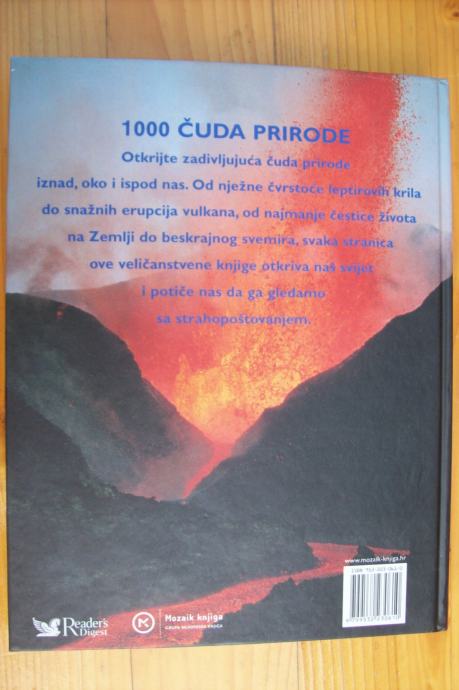 1000 ČUDA PRIRODE
Otkrijte zadivljujuća čuda prirode
iznad, oko i ispod nas. Od nježne čvrstoće leptirovih krila
do snažnih erupcija vulkana, od najmanje čestice života
na Zemlji do beskrajnog svemira, svaka stranica
ove veličanstvene knjige otkriva naš svijet
i potiče nas da ga gledamo
sa strahopoštovanjem.
www.mozaik-knjiga.hr
Reader's
Digest
Mozaik knjiga